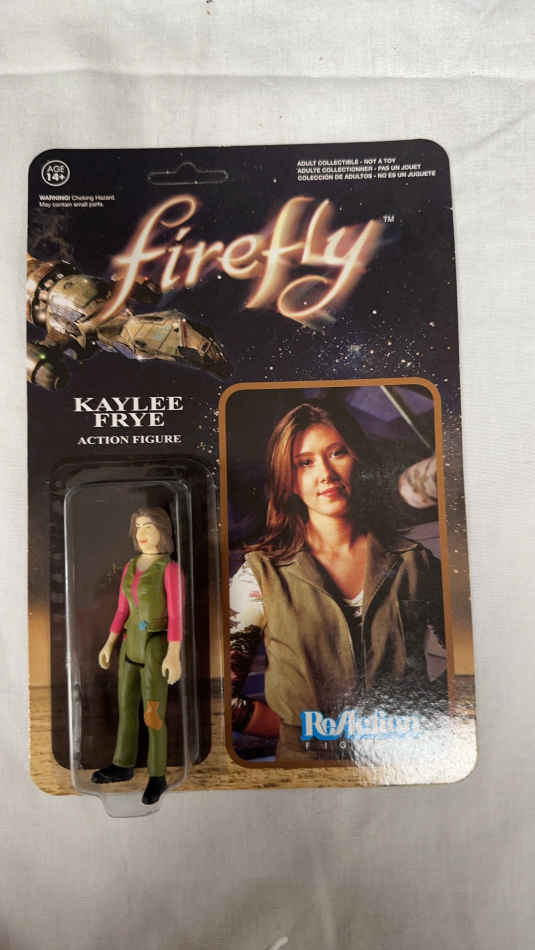 AGE
14+
WARNING: Choking Hazard.
May contain small parts.
ADULT COLLECTIBLE - NOT A TOY
ADULTE COLLECTIONNER - PAS UN JOUET
COLECCIÓN DE ADULTOS - NO ES UN JUGUETE
firefly TM
KAYLEE
FRYE
ACTION FIGURE
ReAction